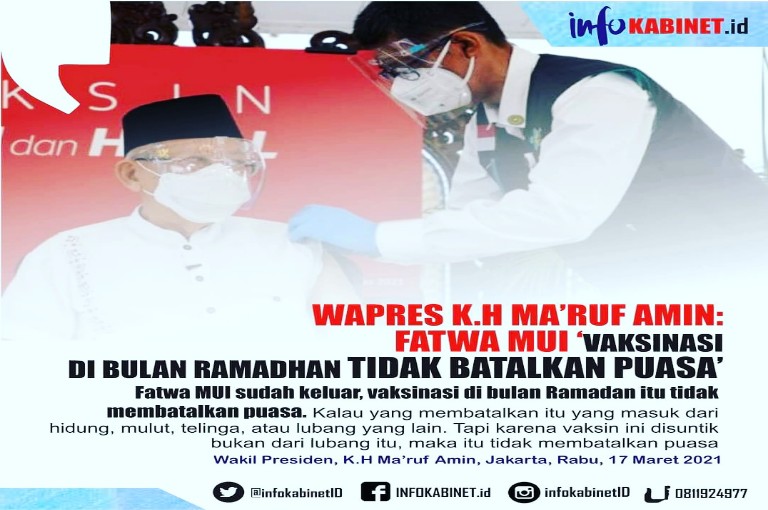 infoKABINET.id
KSIN
dan H L
WAPRES K.H MA'RUF AMIN:
FATWA MUI 'VAKSINASI
DI BULAN RAMADHAN TIDAK BATALKAN PUASA'
Fatwa MUI sudah keluar, vaksinasi di bulan Ramadan itu tidak
membatalkan puasa. Kalau yang membatalkan itu yang masuk dari
hidung, mulut, telinga, atau lubang yang lain. Tapi karena vaksin ini disuntik
bukan dari lubang itu, maka itu tidak membatalkan puasa
Wakil Presiden, K.H Ma'ruf Amin, Jakarta, Rabu, 17 Maret 2021
@infokabinetID INFOKABINET.id infokabinetID 0811924977